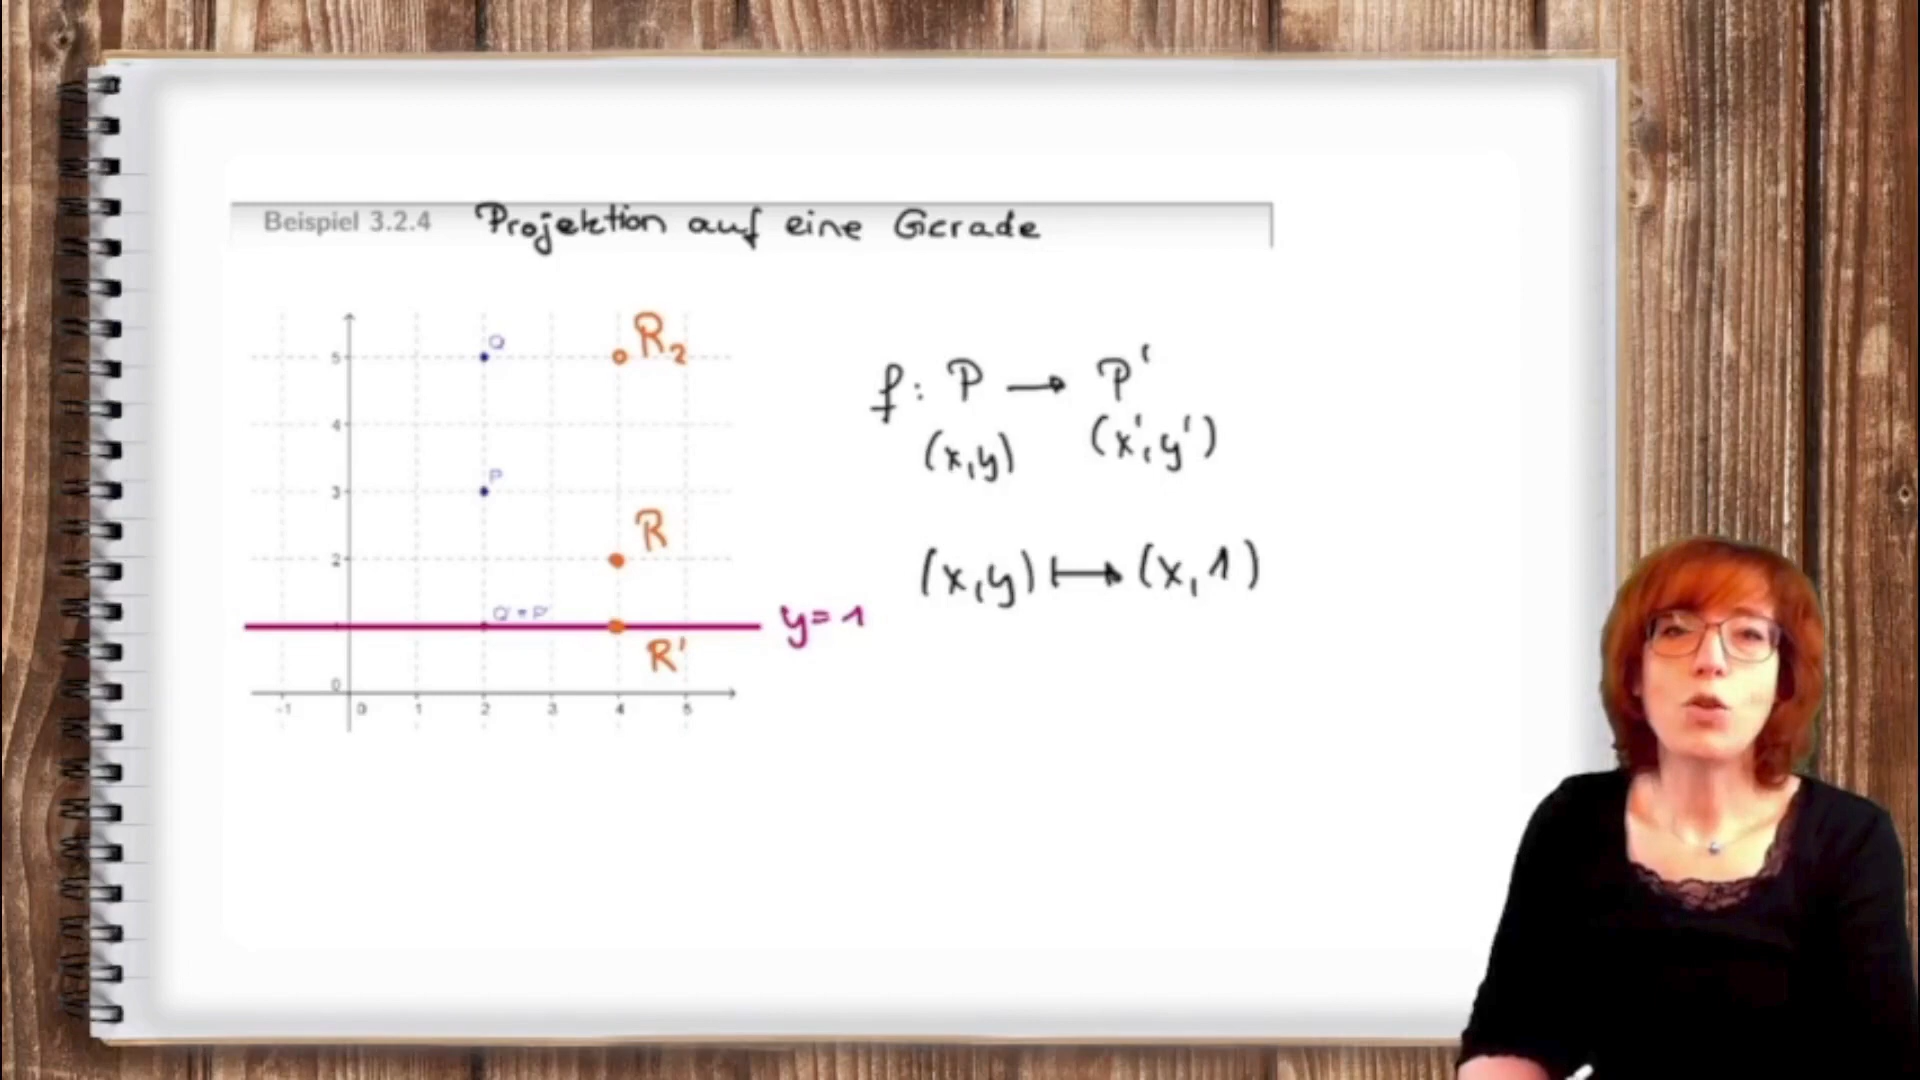 Beispiel 3.2.4 Projektion auf eine Gerade
R₂
Q
5
f: P → P'
(x,y) (x',y')
4
P
3
R
2
(x,y) ↦ (x,1)
Q' = P'
y=1
R'
0
-1 0 1 2 3 4 5